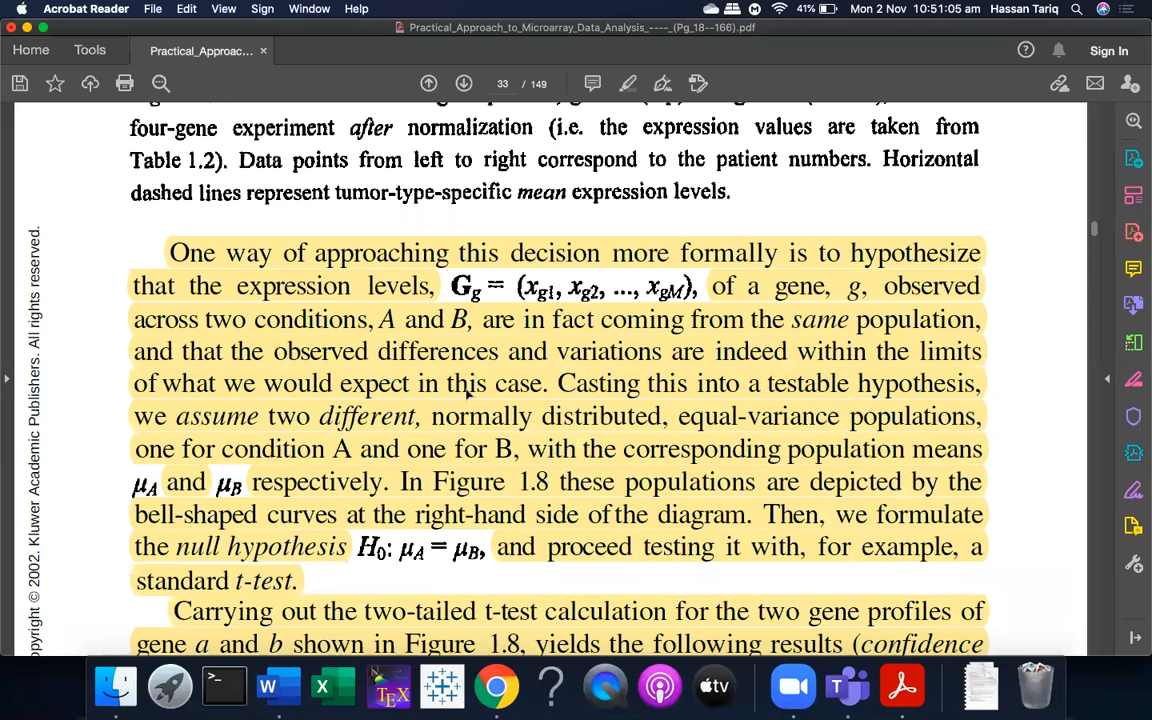 Acrobat Reader File Edit View Sign Window Help 41% Mon 2 Nov 10:51:05 am Hassan Tariq
Practical_Approach_to_Microarray_Data_Analysis_----_(Pg_18--166).pdf
Home Tools Practical_Approac... × Sign In
33 / 149
four-gene experiment after normalization (i.e. the expression values are taken from
Table 1.2). Data points from left to right correspond to the patient numbers. Horizontal
dashed lines represent tumor-type-specific mean expression levels.
One way of approaching this decision more formally is to hypothesize
that the expression levels, Gg = (xg1, xg2, ..., xgM), of a gene, g, observed
across two conditions, A and B, are in fact coming from the same population,
and that the observed differences and variations are indeed within the limits
of what we would expect in this case. Casting this into a testable hypothesis,
we assume two different, normally distributed, equal-variance populations,
one for condition A and one for B, with the corresponding population means
μA and μB respectively. In Figure 1.8 these populations are depicted by the
bell-shaped curves at the right-hand side of the diagram. Then, we formulate
the null hypothesis H0: μA = μB, and proceed testing it with, for example, a
standard t-test.
Carrying out the two-tailed t-test calculation for the two gene profiles of
gene a and b shown in Figure 1.8, yields the following results (confidence
opyright © 2002. Kluwer Academic Publishers. All rights reserved.
W X TEX ? tv T